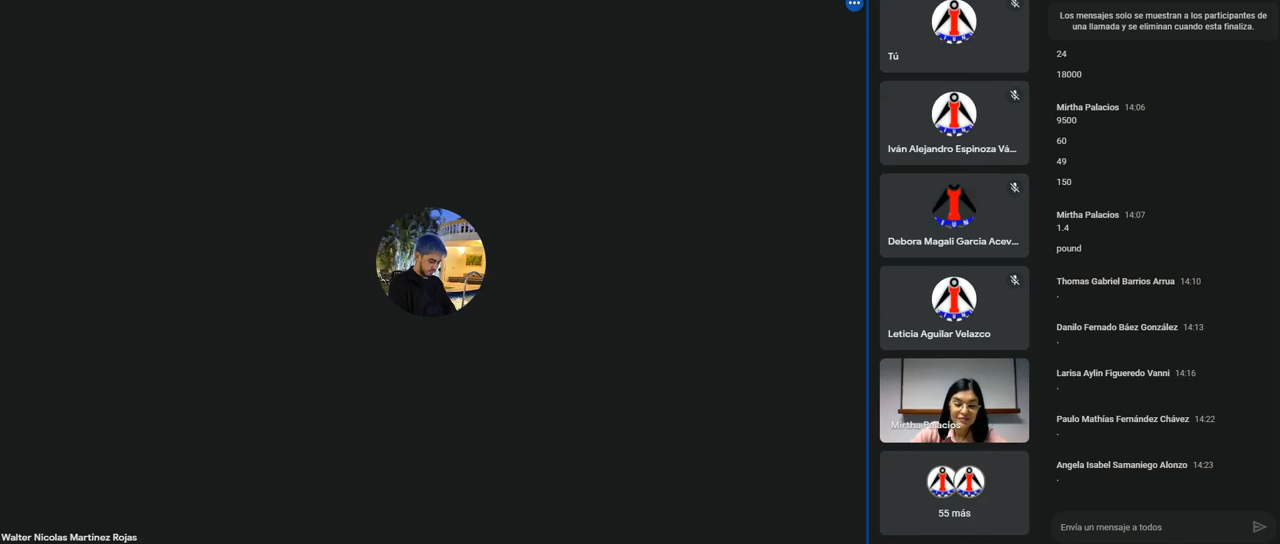 Walter Nicolas Martínez Rojas
Tú
Iván Alejandro Espinoza Vá...
Debora Magali Garcia Acev...
Leticia Aguilar Velazco
Mirtha Palacios
55 más
Los mensajes solo se muestran a los participantes de
una llamada y se eliminan cuando esta finaliza.
24
18000
Mirtha Palacios 14:06
9500
60
49
150
Mirtha Palacios 14:07
1.4
pound
Thomas Gabriel Barrios Arrua 14:10
.
Danilo Fernado Báez González 14:13
.
Larisa Aylin Figueredo Vanni 14:16
.
Paulo Mathías Fernández Chávez 14:22
.
Angela Isabel Samaniego Alonzo 14:23
.
Envía un mensaje a todos